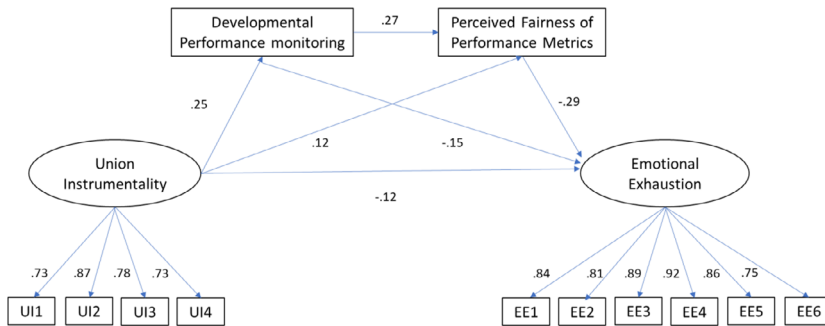 Developmental
Performance monitoring
.27
Perceived Fairness of
Performance Metrics
.25
.12
-.15
-.29
Union
Instrumentality
-.12
Emotional
Exhaustion
.73
.87
.78
.73
.84
.81
.89
.92
.86
.75
UI1
UI2
UI3
UI4
EE1
EE2
EE3
EE4
EE5
EE6